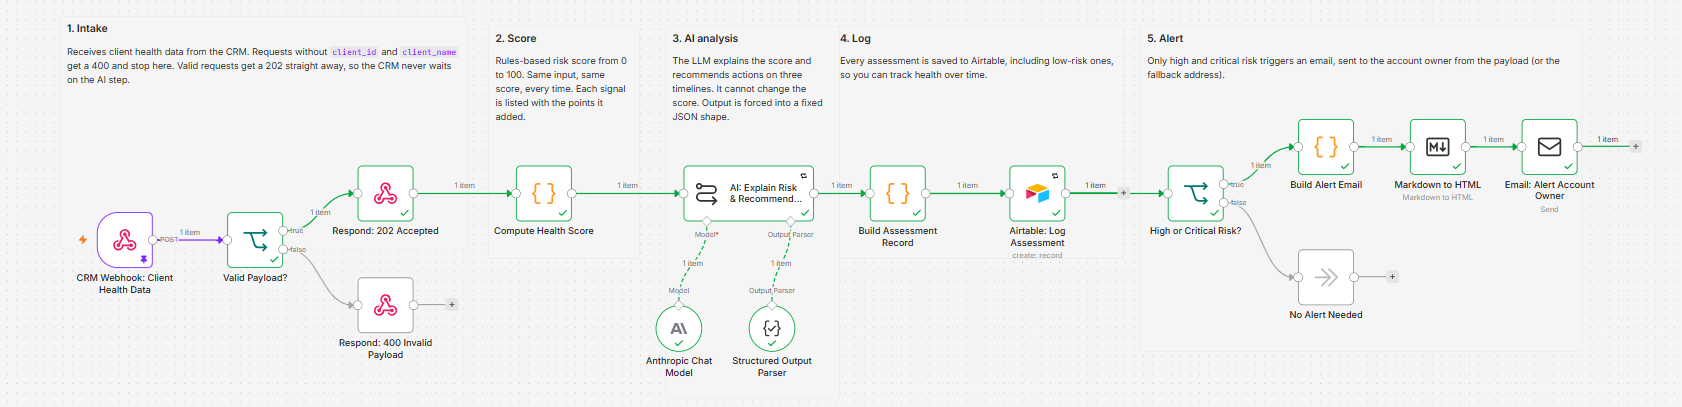 1. Intake
Receives client health data from the CRM. Requests without client_id and client_name
get a 400 and stop here. Valid requests get a 202 straight away, so the CRM never waits
on the AI step.
2. Score
Rules-based risk score from 0
to 100. Same input, same
score, every time. Each signal
is listed with the points it
added.
3. AI analysis
The LLM explains the score and
recommends actions on three
timelines. It cannot change the
score. Output is forced into a fixed
JSON shape.
4. Log
Every assessment is saved to Airtable, including low-risk ones,
so you can track health over time.
5. Alert
Only high and critical risk triggers an email, sent to the account owner from the payload (or the
fallback address).
POST
1 item
CRM Webhook: Client
Health Data
true
false
Valid Payload?
1 item
Respond: 202 Accepted
1 item
Respond: 400 Invalid
Payload
Compute Health Score
1 item
AI: Explain Risk
& Recommend...
Model*
Output Parser
1 item
1 item
Model
Output Parser
Anthropic Chat
Model
Structured Output
Parser
1 item
Build Assessment
Record
1 item
Airtable: Log
Assessment
create: record
1 item
true
false
High or Critical Risk?
1 item
Build Alert Email
1 item
Markdown to HTML
Markdown to HTML
1 item
Email: Alert Account
Owner
Send
1 item
No Alert Needed